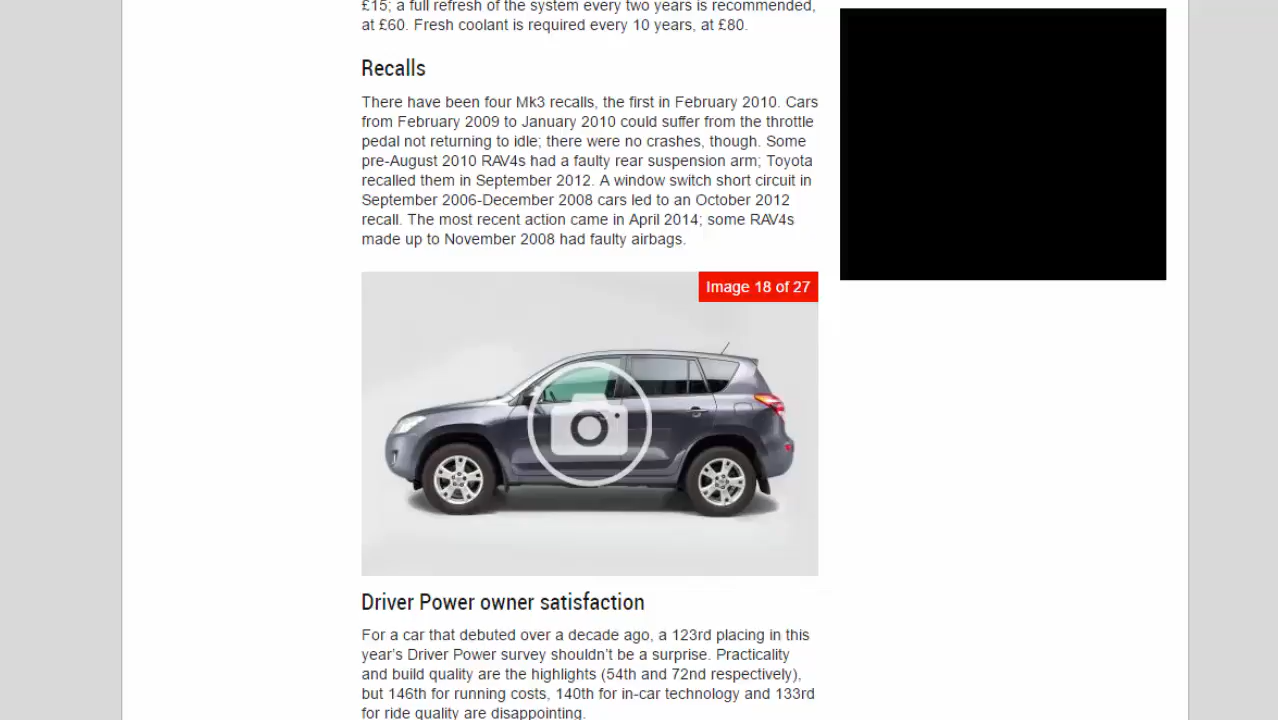 £15; a full refresh of the system every two years is recommended,
at £60. Fresh coolant is required every 10 years, at £80.
Recalls
There have been four Mk3 recalls, the first in February 2010. Cars
from February 2009 to January 2010 could suffer from the throttle
pedal not returning to idle; there were no crashes, though. Some
pre-August 2010 RAV4s had a faulty rear suspension arm; Toyota
recalled them in September 2012. A window switch short circuit in
September 2006-December 2008 cars led to an October 2012
recall. The most recent action came in April 2014; some RAV4s
made up to November 2008 had faulty airbags.
Image 18 of 27
Driver Power owner satisfaction
For a car that debuted over a decade ago, a 123rd placing in this
year’s Driver Power survey shouldn’t be a surprise. Practicality
and build quality are the highlights (54th and 72nd respectively),
but 146th for running costs, 140th for in-car technology and 133rd
for ride quality are disappointing.